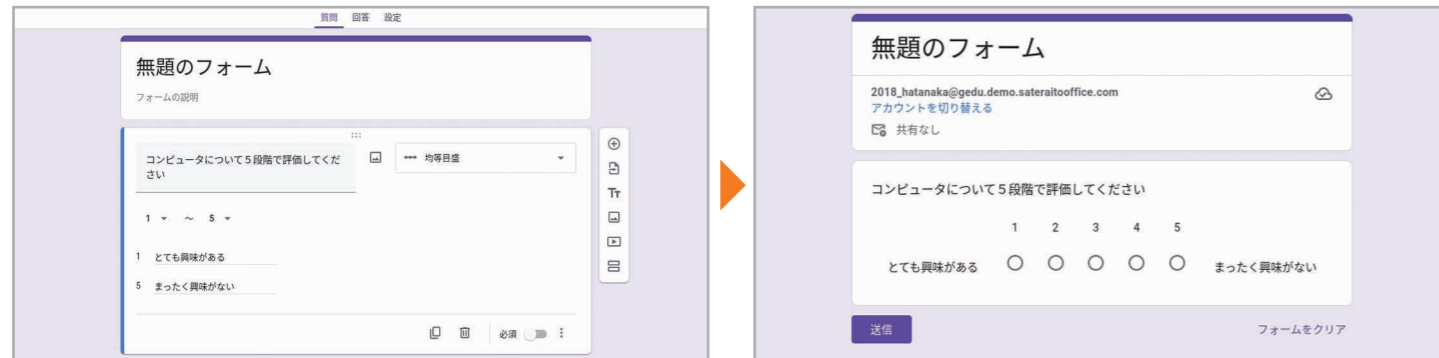 質問 回答 設定
無題のフォーム
フォームの説明
コンピュータについて5段階で評価してくだ
さい
均等目盛
1 ～ 5
1 とても興味がある
5 まったく興味がない
必須
無題のフォーム
2018_hatanaka@gedu.demo.sateraitooffice.com
アカウントを切り替える
共有なし
コンピュータについて5段階で評価してください
1 2 3 4 5
とても興味がある まったく興味がない
送信 フォームをクリア